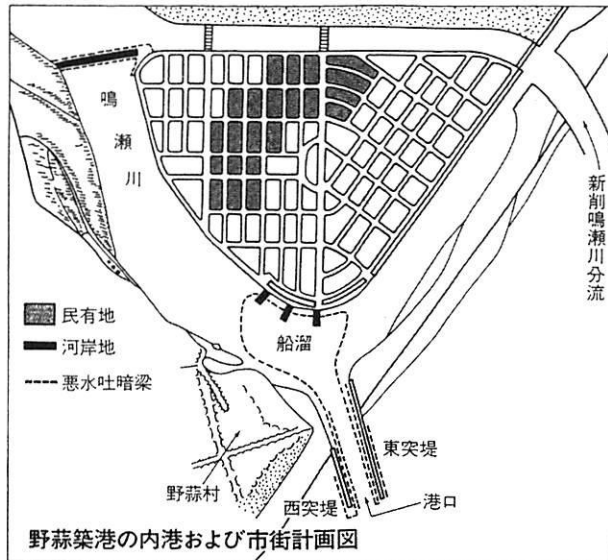 鳴瀬川
新削鳴瀬川分流
民有地
河岸地
悪水吐暗渠
船溜
野蒜村
東突堤
西突堤
港口
野蒜築港の内港および市街計画図